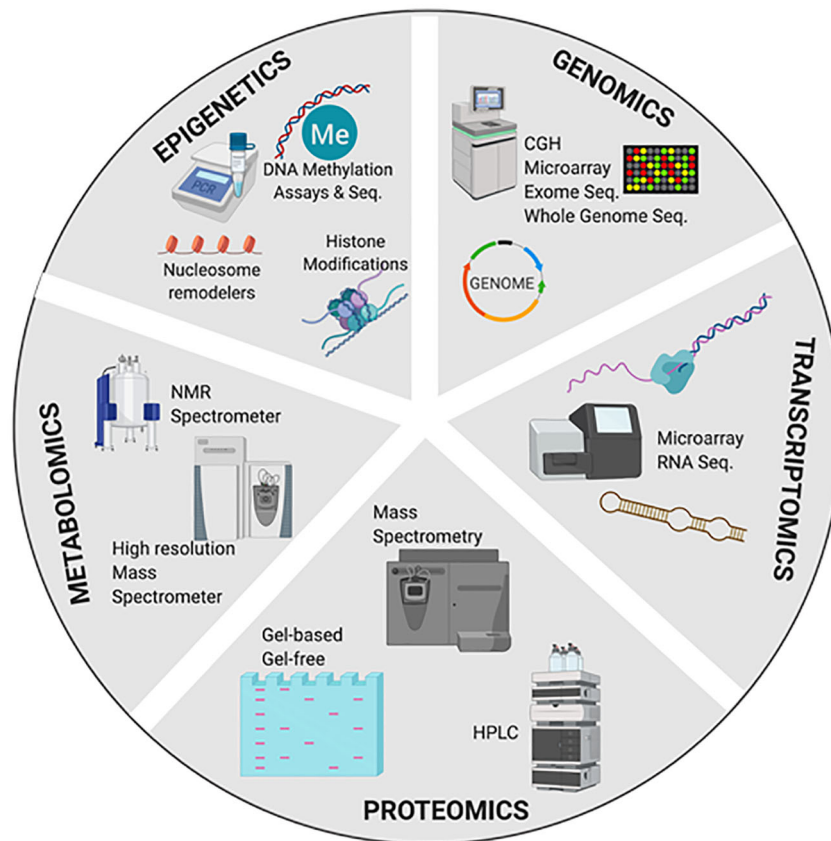 EPIGENETICS
Me
PCR
DNA Methylation
Assays & Seq.
Nucleosome
remodelers
Histone
Modifications
GENOMICS
CGH
Microarray
Exome Seq.
Whole Genome Seq.
GENOME
TRANSCRIPTOMICS
Microarray
RNA Seq.
PROTEOMICS
Mass
Spectrometry
Gel-based
Gel-free
HPLC
METABOLOMICS
NMR
Spectrometer
High resolution
Mass
Spectrometer